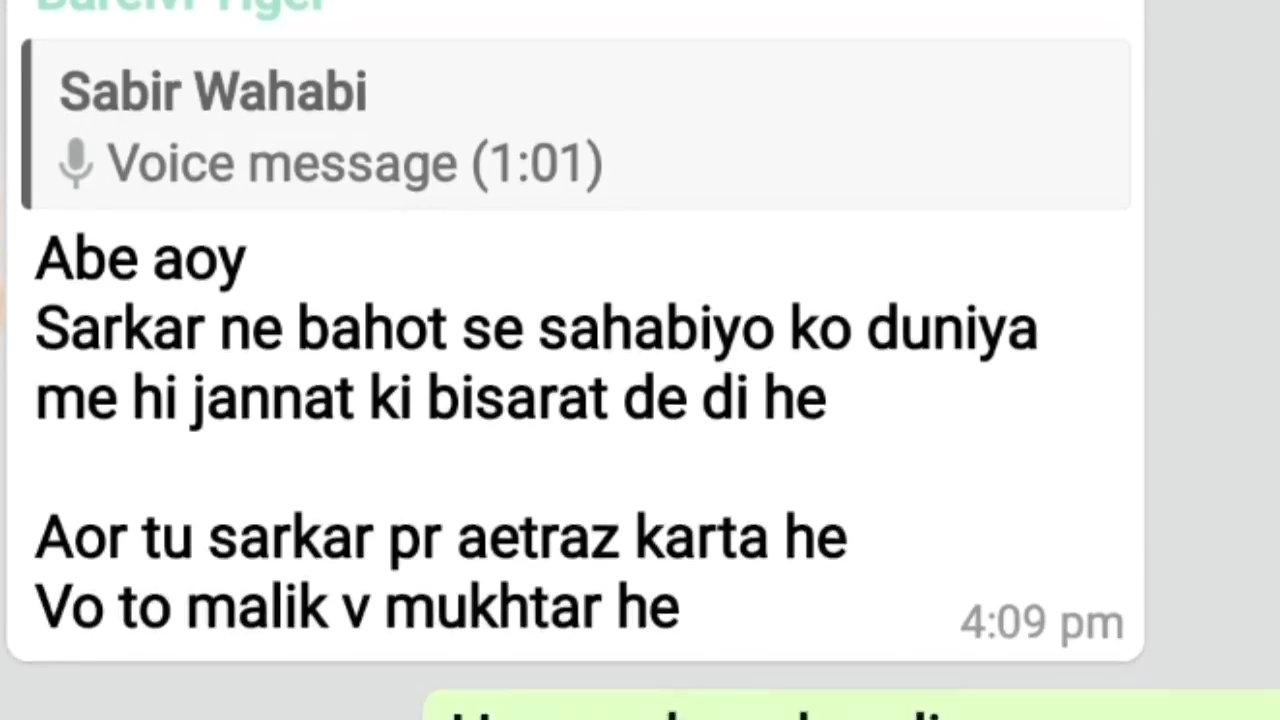 Barelvi Tiger
Sabir Wahabi
Voice message (1:01)
Abe aoy
Sarkar ne bahot se sahabiyo ko duniya
me hi jannat ki bisarat de di he
Aor tu sarkar pr aetraz karta he
Vo to malik v mukhtar he
4:09 pm